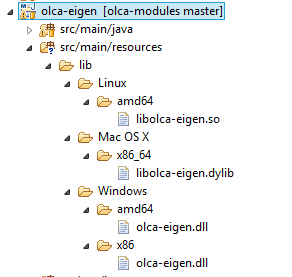 olca-eigen [olca-modules master]
src/main/java
src/main/resources
lib
Linux
amd64
libolca-eigen.so
Mac OS X
x86_64
libolca-eigen.dylib
Windows
amd64
olca-eigen.dll
x86
olca-eigen.dll